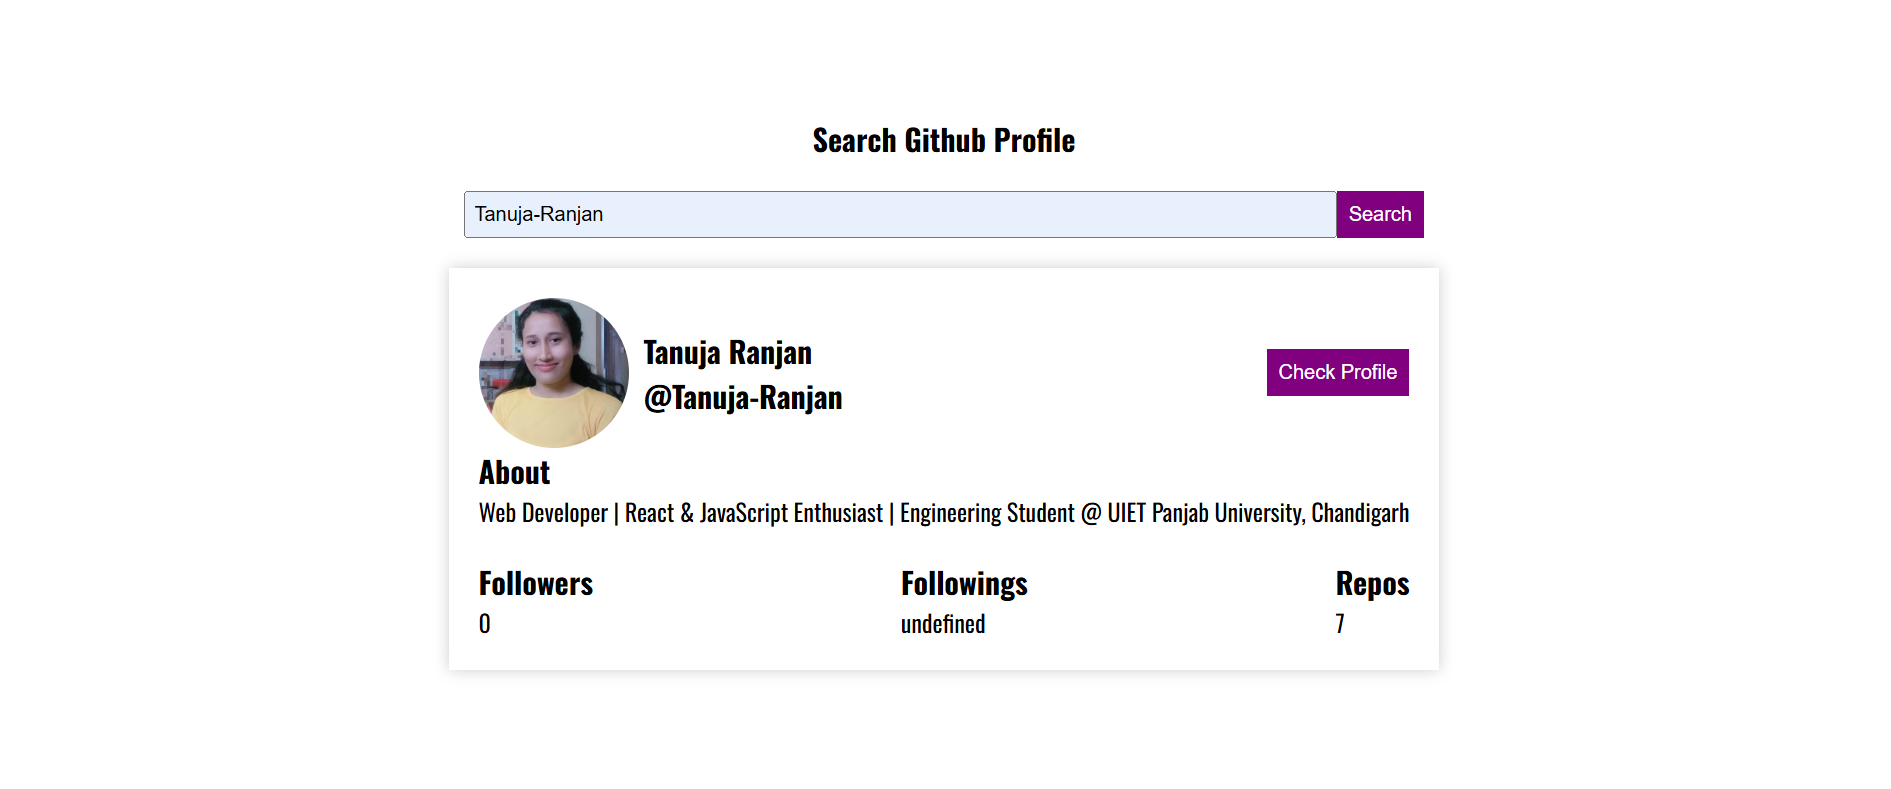 Search Github Profile
Tanuja-Ranjan Search
Tanuja Ranjan
@Tanuja-Ranjan
Check Profile
About
Web Developer | React & JavaScript Enthusiast | Engineering Student @ UIET Panjab University, Chandigarh
Followers Followings Repos
0 undefined 7